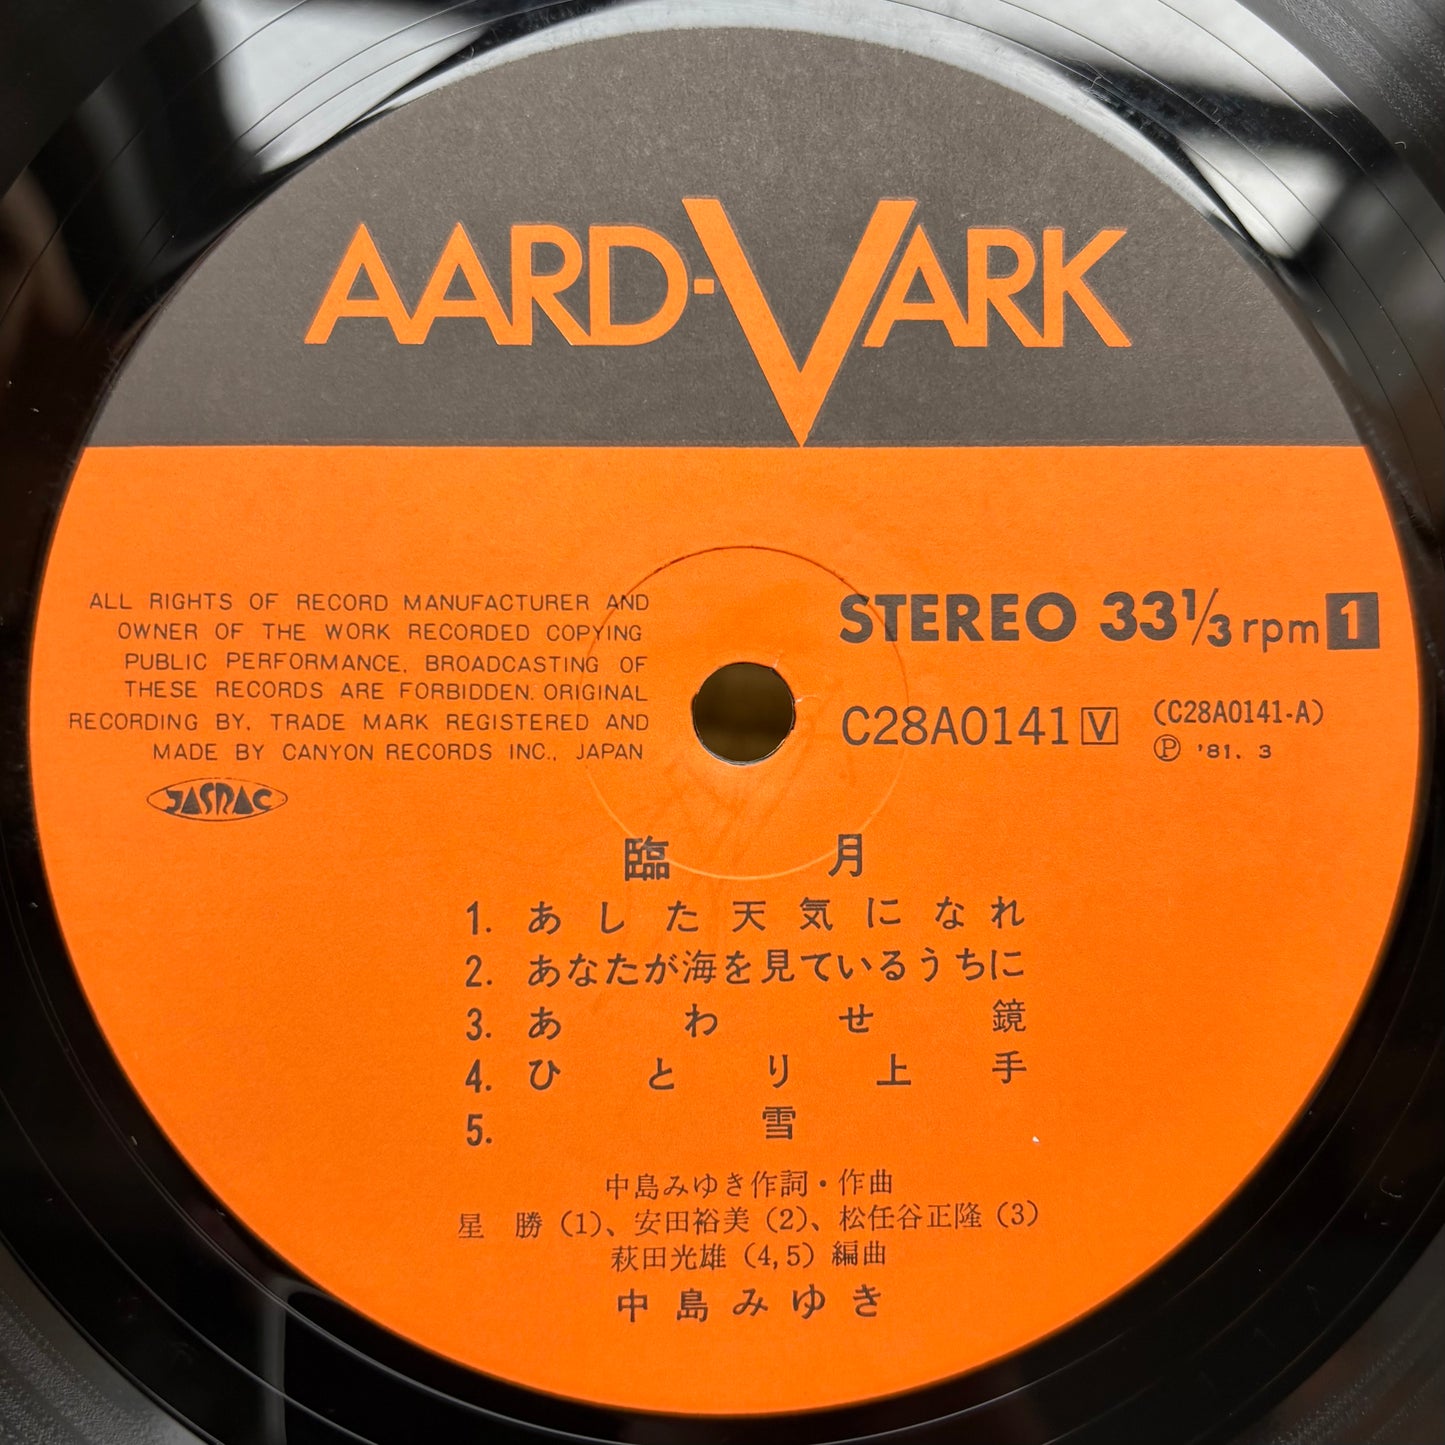 AARD-VARK
ALL RIGHTS OF RECORD MANUFACTURER AND
OWNER OF THE WORK RECORDED COPYING
PUBLIC PERFORMANCE, BROADCASTING OF
THESE RECORDS ARE FORBIDDEN. ORIGINAL
RECORDING BY, TRADE MARK REGISTERED AND
MADE BY CANYON RECORDS INC., JAPAN
JASRAC
STEREO 33 1/3 rpm 1
C28A0141 V (C28A0141-A)
Ⓟ '81. 3
臨月
1. あした天気になれ
2. あなたが海を見ているうちに
3. あわせ鏡
4. ひとり上手
5. 雪
中島みゆき作詞・作曲
星 勝 (1)、安田裕美 (2)、松任谷正隆 (3)
萩田光雄 (4,5) 編曲
中島みゆき